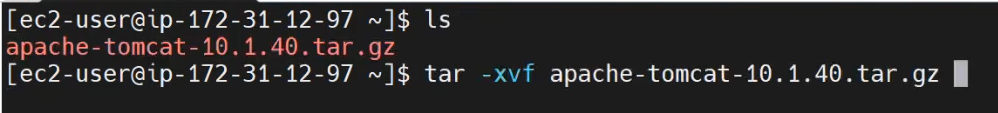 [ec2-user@ip-172-31-12-97 ~]$ ls
apache-tomcat-10.1.40.tar.gz
[ec2-user@ip-172-31-12-97 ~]$ tar -xvf apache-tomcat-10.1.40.tar.gz